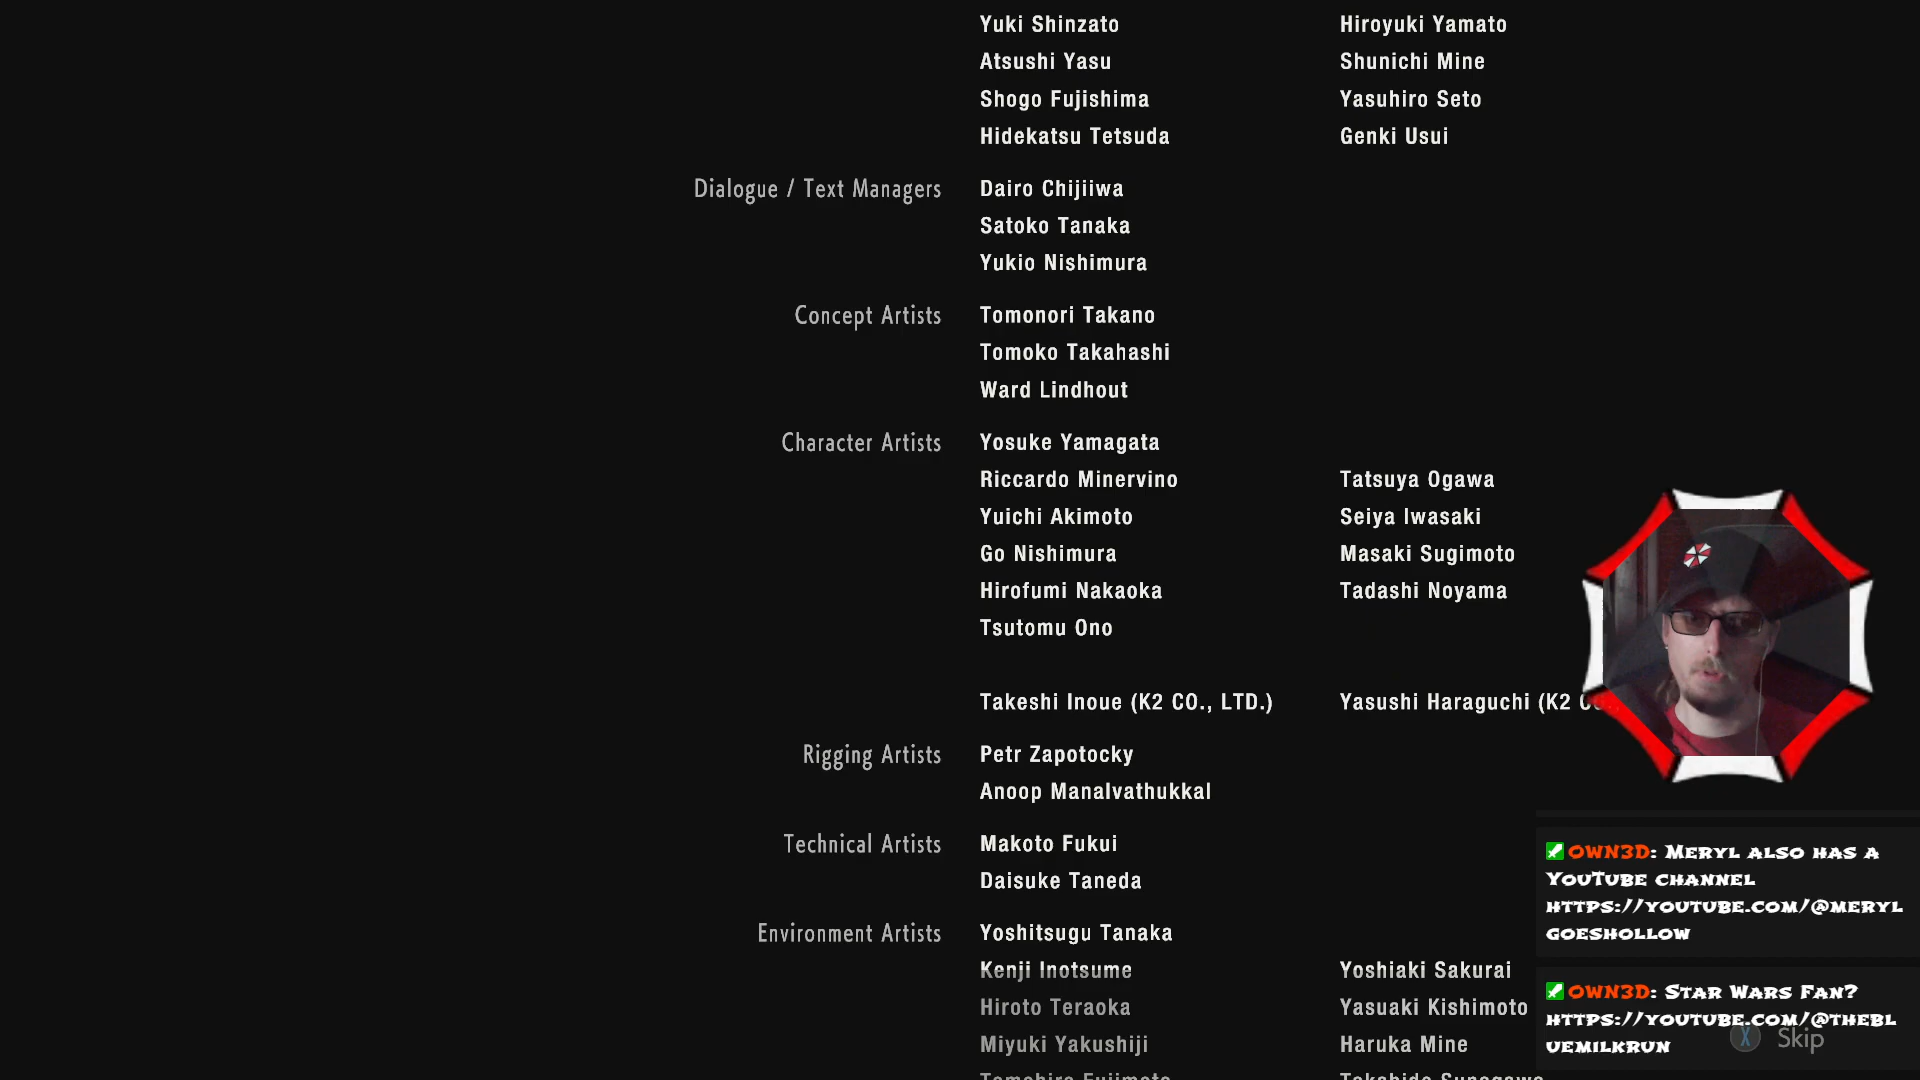 Yuki Shinzato Hiroyuki Yamato
Atsushi Yasu Shunichi Mine
Shogo Fujishima Yasuhiro Seto
Hidekatsu Tetsuda Genki Usui
Dialogue / Text Managers Dairo Chijiiwa
Satoko Tanaka
Yukio Nishimura
Concept Artists Tomonori Takano
Tomoko Takahashi
Ward Lindhout
Character Artists Yosuke Yamagata
Riccardo Minervino Tatsuya Ogawa
Yuichi Akimoto Seiya Iwasaki
Go Nishimura Masaki Sugimoto
Hirofumi Nakaoka Tadashi Noyama
Tsutomu Ono
Takeshi Inoue (K2 CO., LTD.) Yasushi Haraguchi (K2
Rigging Artists Petr Zapotocky
Anoop Manalvathukkal
Technical Artists Makoto Fukui
Daisuke Taneda
Environment Artists Yoshitsugu Tanaka
Kenji Inotsume Yoshiaki Sakurai
Hiroto Teraoka Yasuaki Kishimoto
Miyuki Yakushiji Haruka Mine
OWN3D: Meryl also has a
YouTube channel
https://youtube.com/@meryl
goeshollow
OWN3D: Star Wars Fan?
https://youtube.com/@thebl
uemilkrun
X Skip